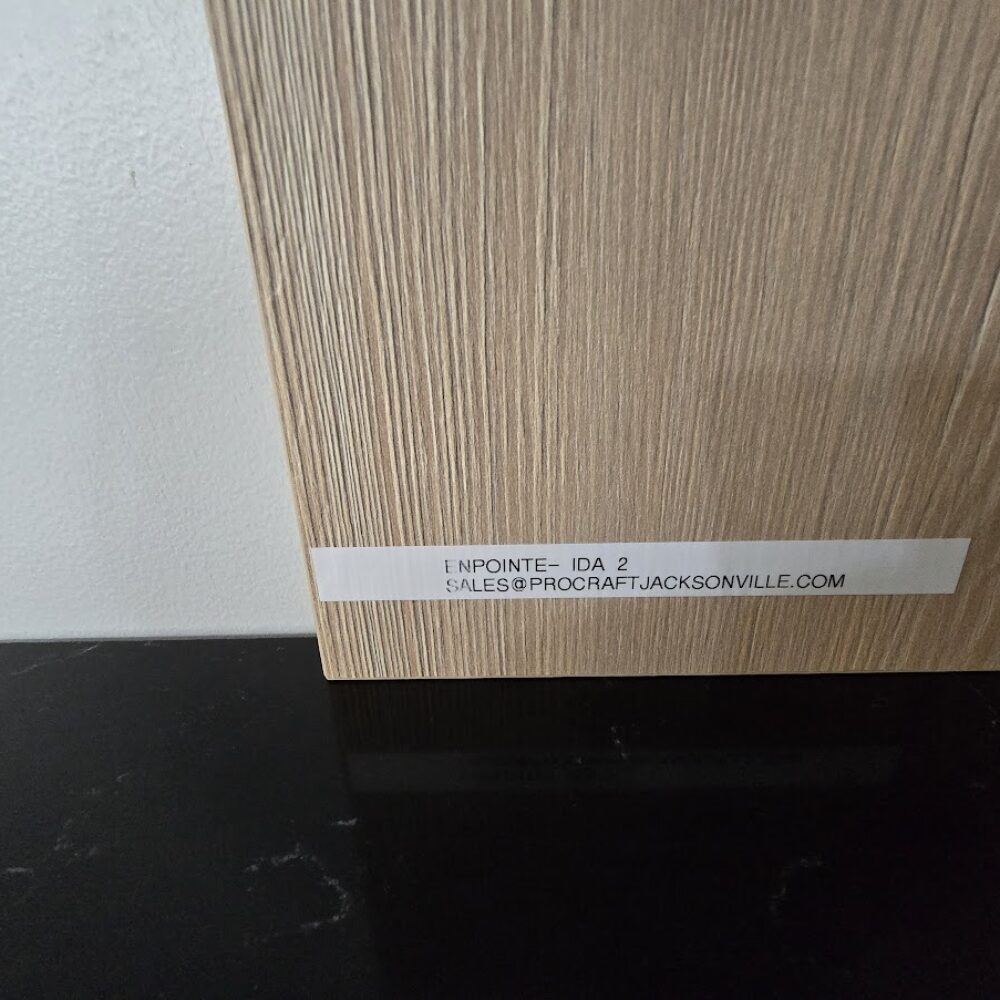 ENPOINTE- IDA 2
SALES@PROCRAFTJACKSONVILLE.COM